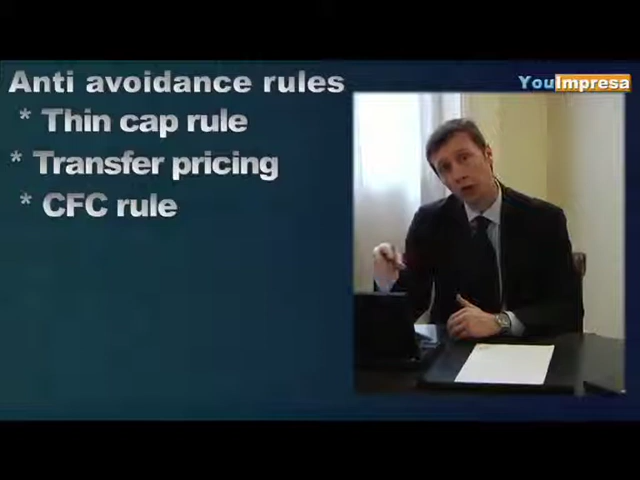 Anti avoidance rules
YouImpresa
* Thin cap rule
* Transfer pricing
* CFC rule